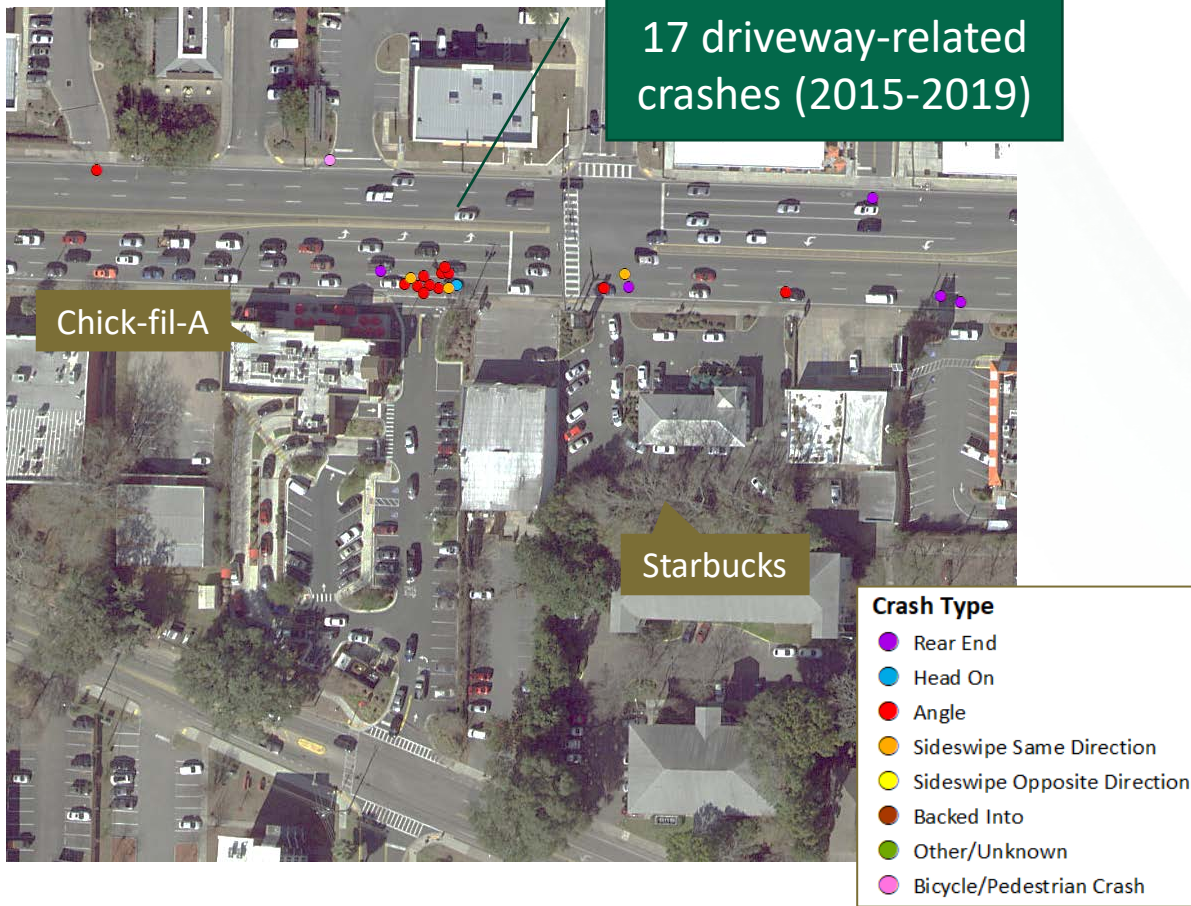 17 driveway-related
crashes (2015-2019)
Chick-fil-A
Starbucks
Crash Type
Rear End
Head On
Angle
Sideswipe Same Direction
Sideswipe Opposite Direction
Backed Into
Other/Unknown
Bicycle/Pedestrian Crash